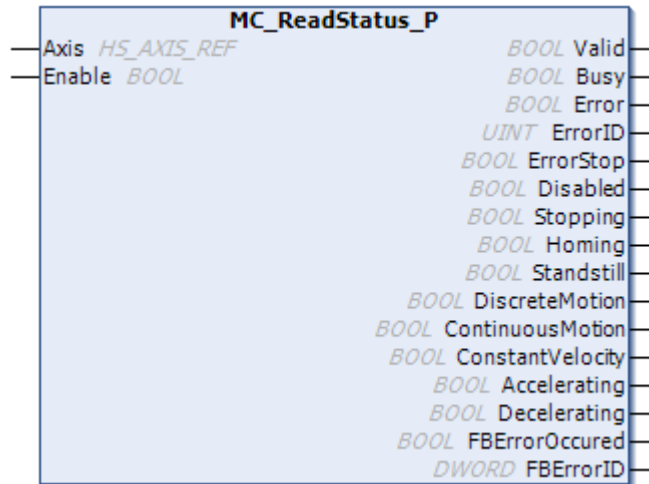 MC_ReadStatus_P
Axis HS_AXIS_REF BOOL Valid
Enable BOOL BOOL Busy
BOOL Error
UINT ErrorID
BOOL ErrorStop
BOOL Disabled
BOOL Stopping
BOOL Homing
BOOL Standstill
BOOL DiscreteMotion
BOOL ContinuousMotion
BOOL ConstantVelocity
BOOL Accelerating
BOOL Decelerating
BOOL FBErrorOccured
DWORD FBErrorID